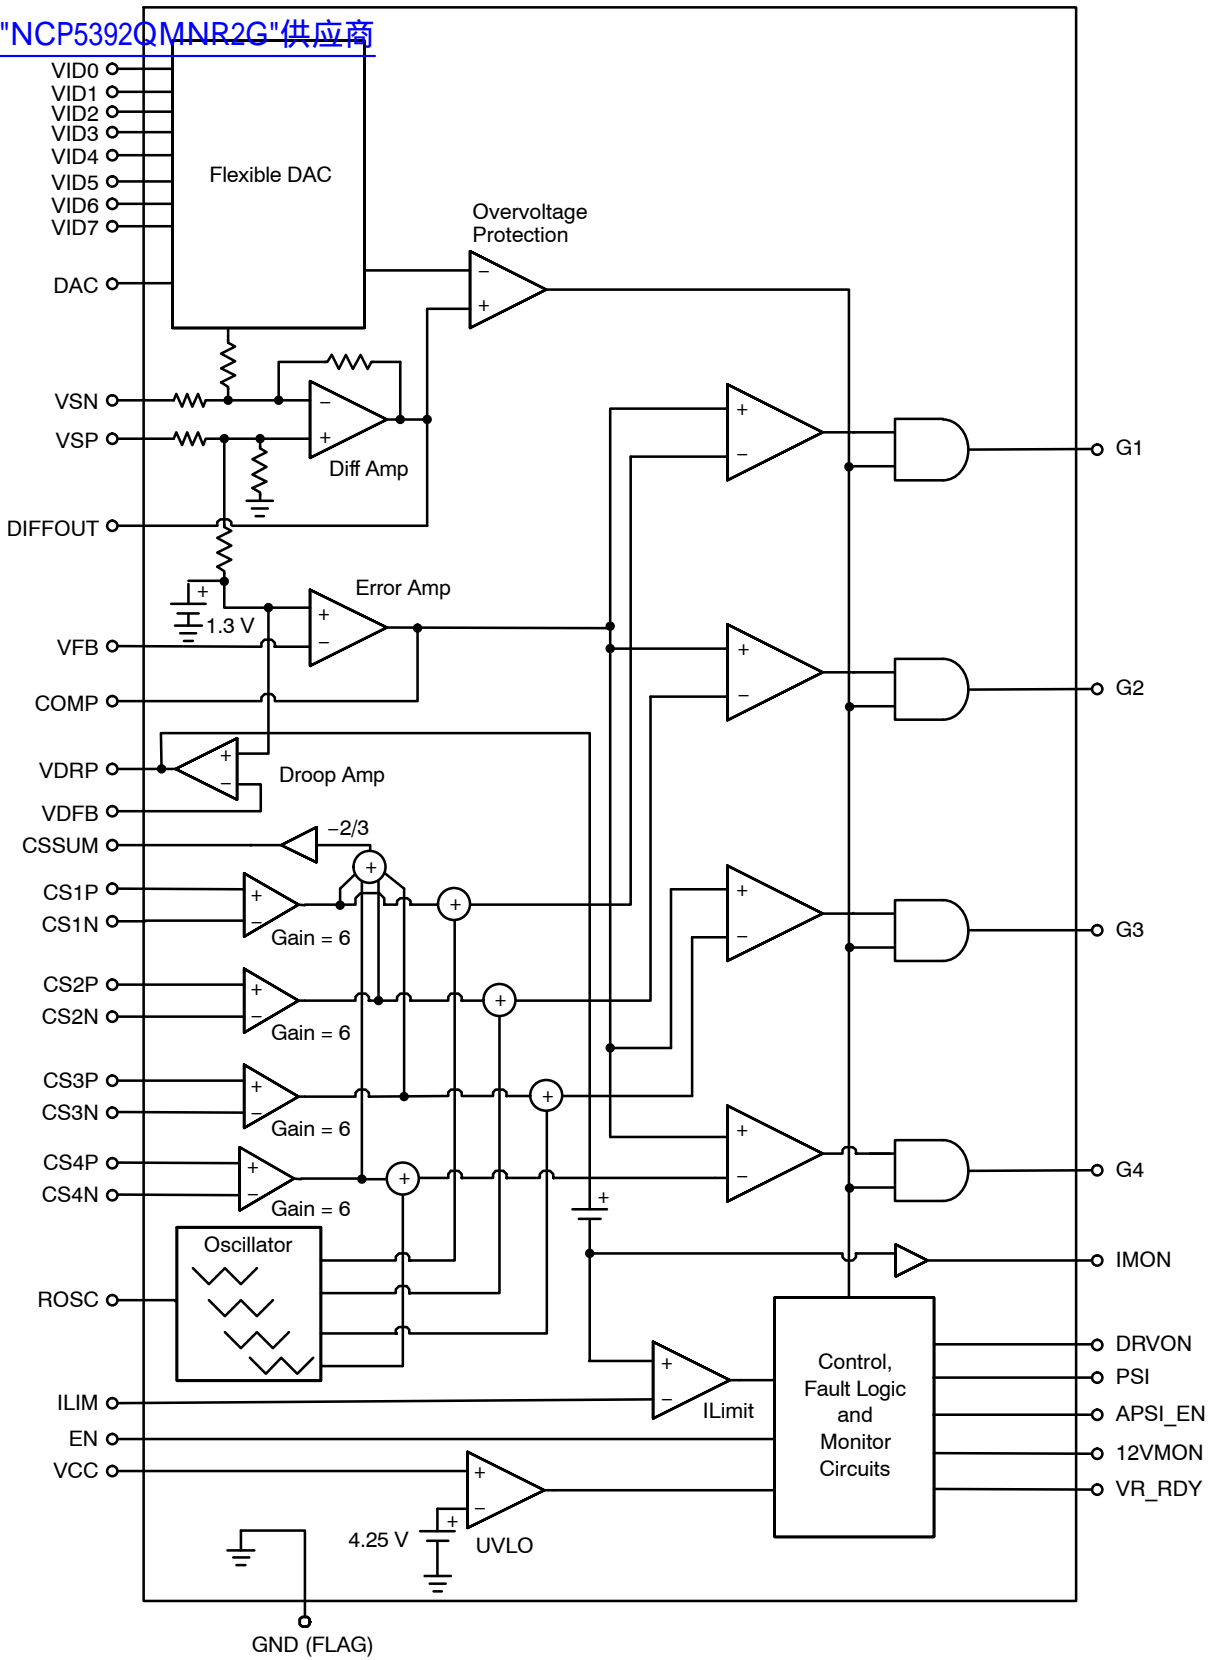 "NCP5392QMNR2G"供应商
VID0
VID1
VID2
VID3
VID4
VID5
VID6
VID7
DAC
Flexible DAC
Overvoltage
Protection
−
+
VSN
VSP
−
+
Diff Amp
DIFFOUT
+
1.3 V
Error Amp
+
−
VFB
COMP
VDRP
VDFB
+
−
Droop Amp
CSSUM
−2/3
+
CS1P
CS1N
+
−
Gain = 6
+
CS2P
CS2N
+
−
Gain = 6
+
CS3P
CS3N
+
−
Gain = 6
+
CS4P
CS4N
+
−
Gain = 6
+
+
−
G1
+
−
G2
+
−
G3
+
−
G4
+
IMON
Oscillator
ROSC
ILIM
+
−
ILimit
EN
VCC
+
−
+
4.25 V
UVLO
Control,
Fault Logic
and
Monitor
Circuits
DRVON
PSI
APSI_EN
12VMON
VR_RDY
GND (FLAG)